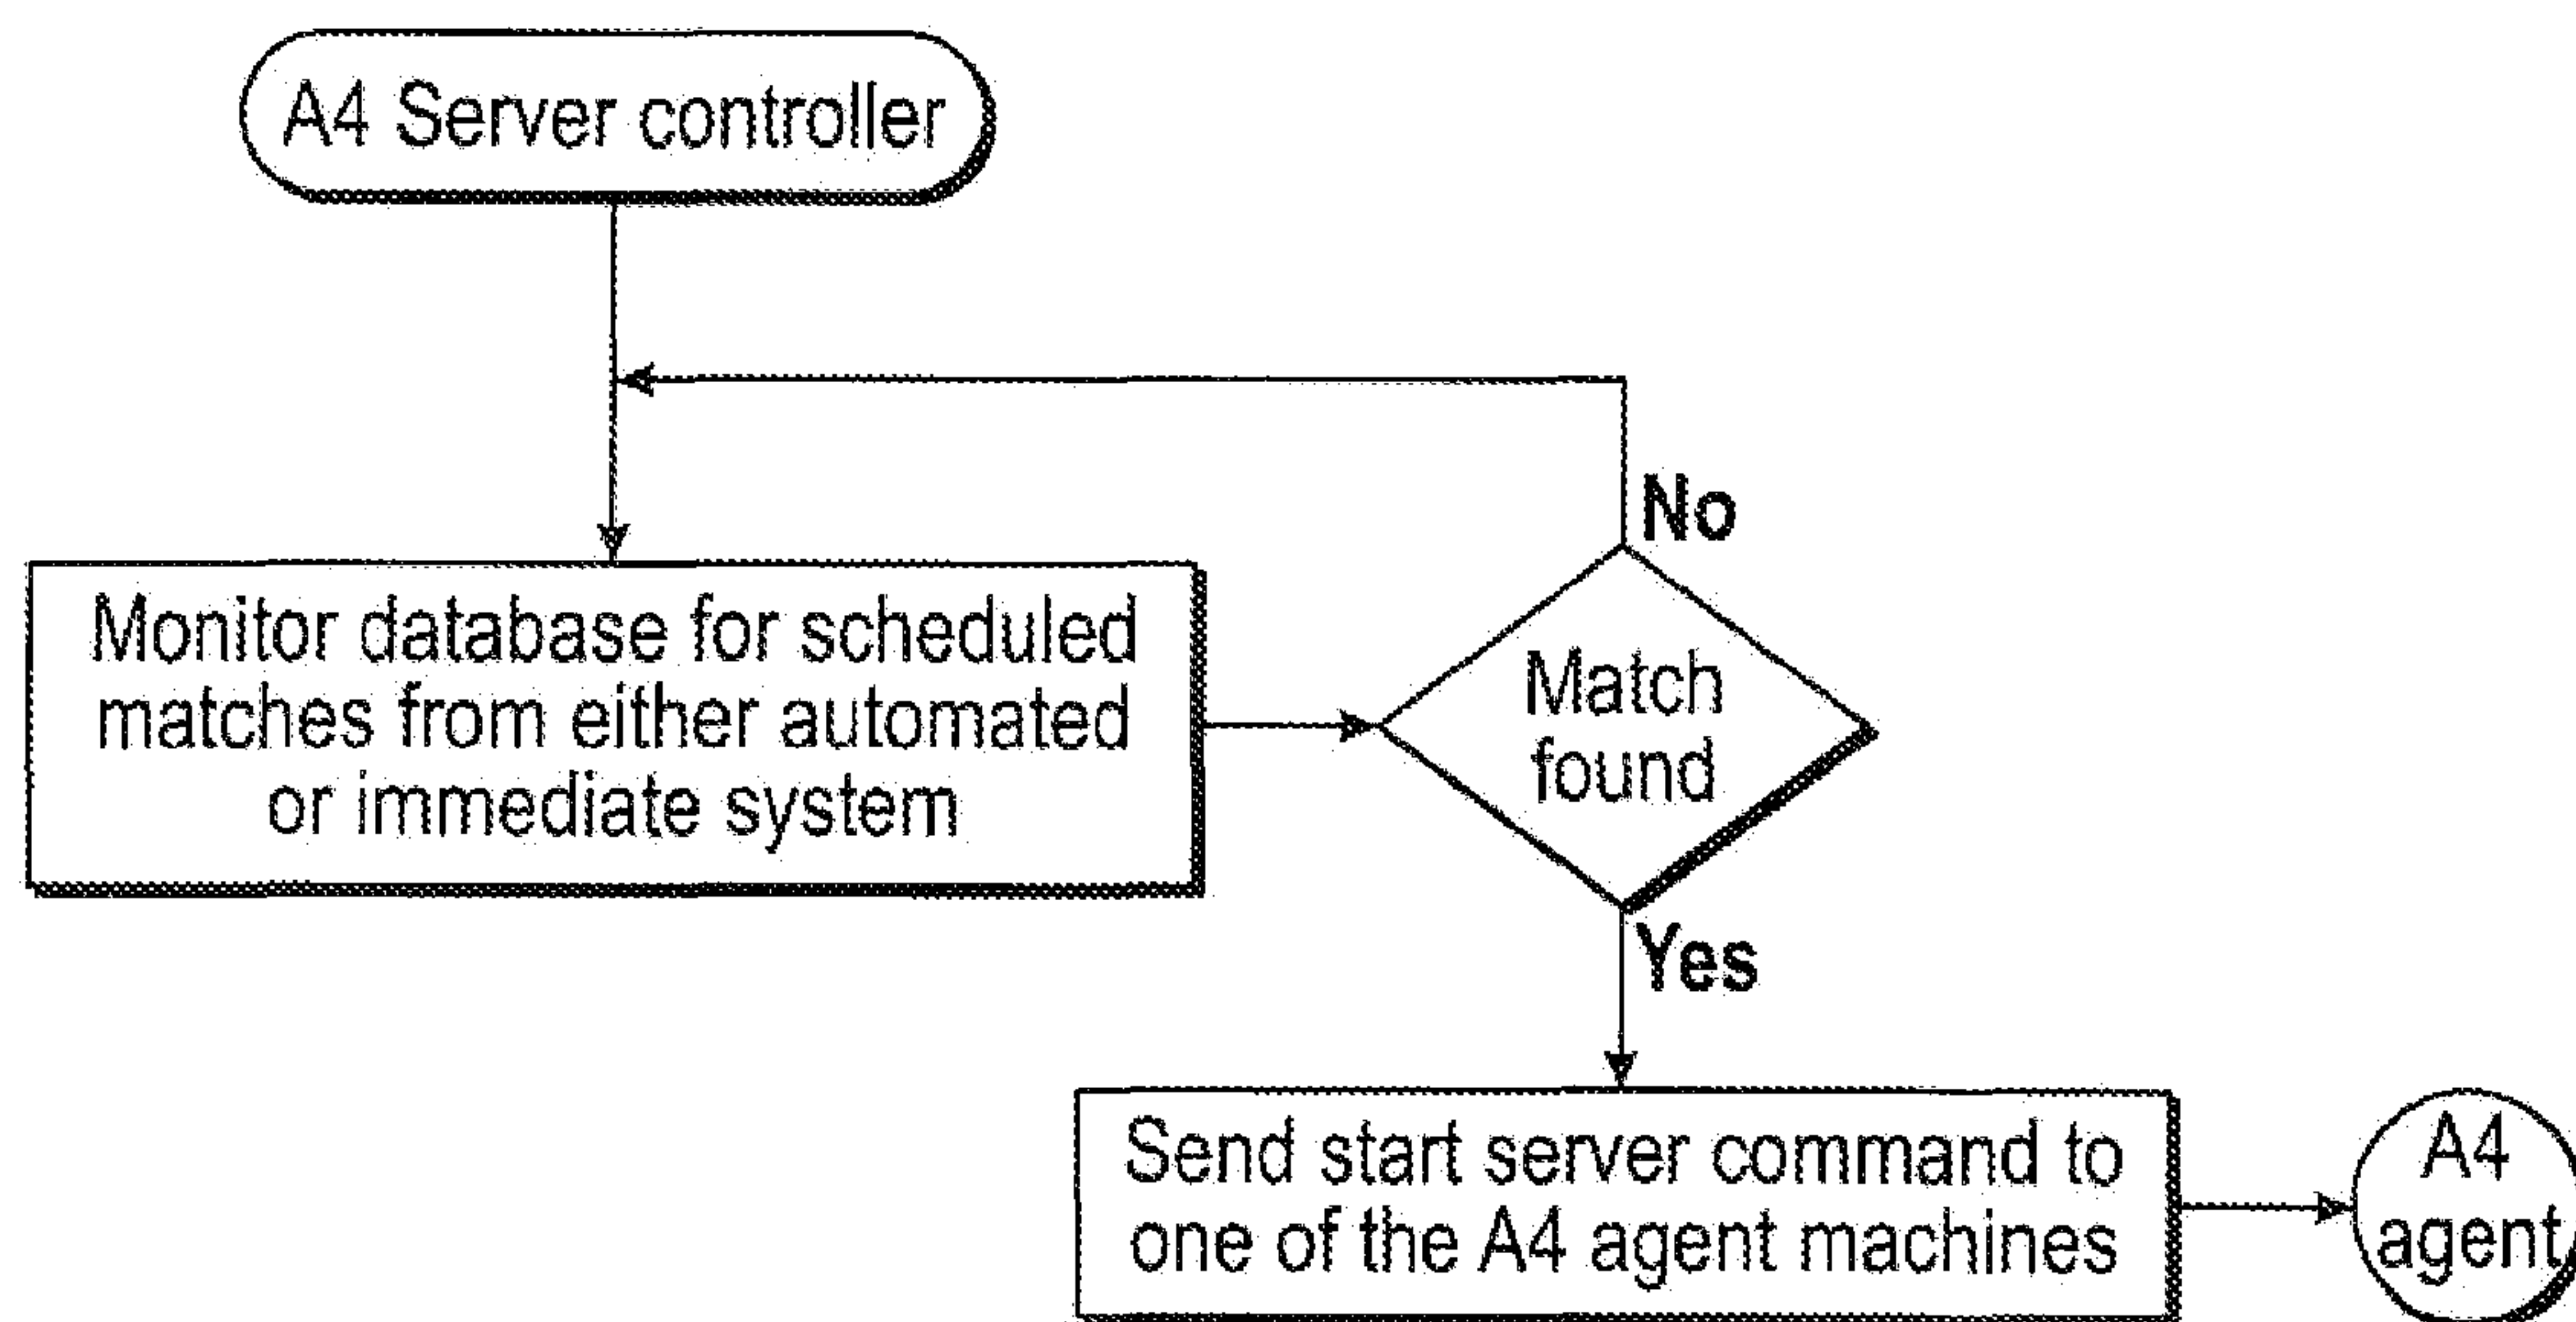 A4 Server controller
No
Monitor database for scheduled
matches from either automated
or immediate system
Match
found
Yes
Send start server command to
one of the A4 agent machines
A4
agent